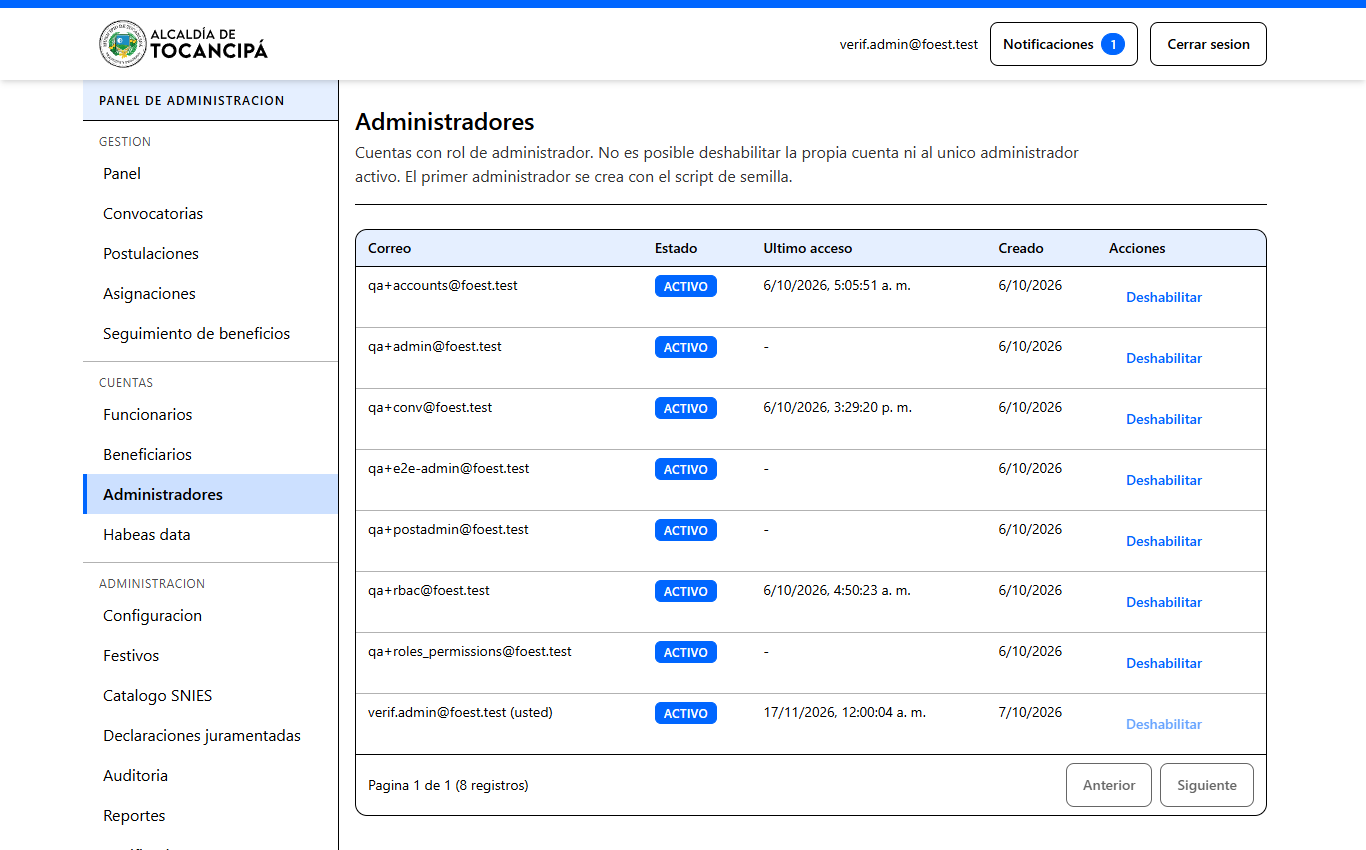 ALCALDÍA DE
TOCANCIPÁ
verif.admin@foest.test
Notificaciones 1
Cerrar sesion
PANEL DE ADMINISTRACION
GESTION
Panel
Convocatorias
Postulaciones
Asignaciones
Seguimiento de beneficios
CUENTAS
Funcionarios
Beneficiarios
Administradores
Habeas data
ADMINISTRACION
Configuracion
Festivos
Catalogo SNIES
Declaraciones juramentadas
Auditoria
Reportes
Administradores
Cuentas con rol de administrador. No es posible deshabilitar la propia cuenta ni al unico administrador
activo. El primer administrador se crea con el script de semilla.
Correo Estado Ultimo acceso Creado Acciones
qa+accounts@foest.test ACTIVO 6/10/2026, 5:05:51 a. m. 6/10/2026 Deshabilitar
qa+admin@foest.test ACTIVO - 6/10/2026 Deshabilitar
qa+conv@foest.test ACTIVO 6/10/2026, 3:29:20 p. m. 6/10/2026 Deshabilitar
qa+e2e-admin@foest.test ACTIVO - 6/10/2026 Deshabilitar
qa+postadmin@foest.test ACTIVO - 6/10/2026 Deshabilitar
qa+rbac@foest.test ACTIVO 6/10/2026, 4:50:23 a. m. 6/10/2026 Deshabilitar
qa+roles_permissions@foest.test ACTIVO - 6/10/2026 Deshabilitar
verif.admin@foest.test (usted) ACTIVO 17/11/2026, 12:00:04 a. m. 7/10/2026 Deshabilitar
Pagina 1 de 1 (8 registros)
Anterior
Siguiente